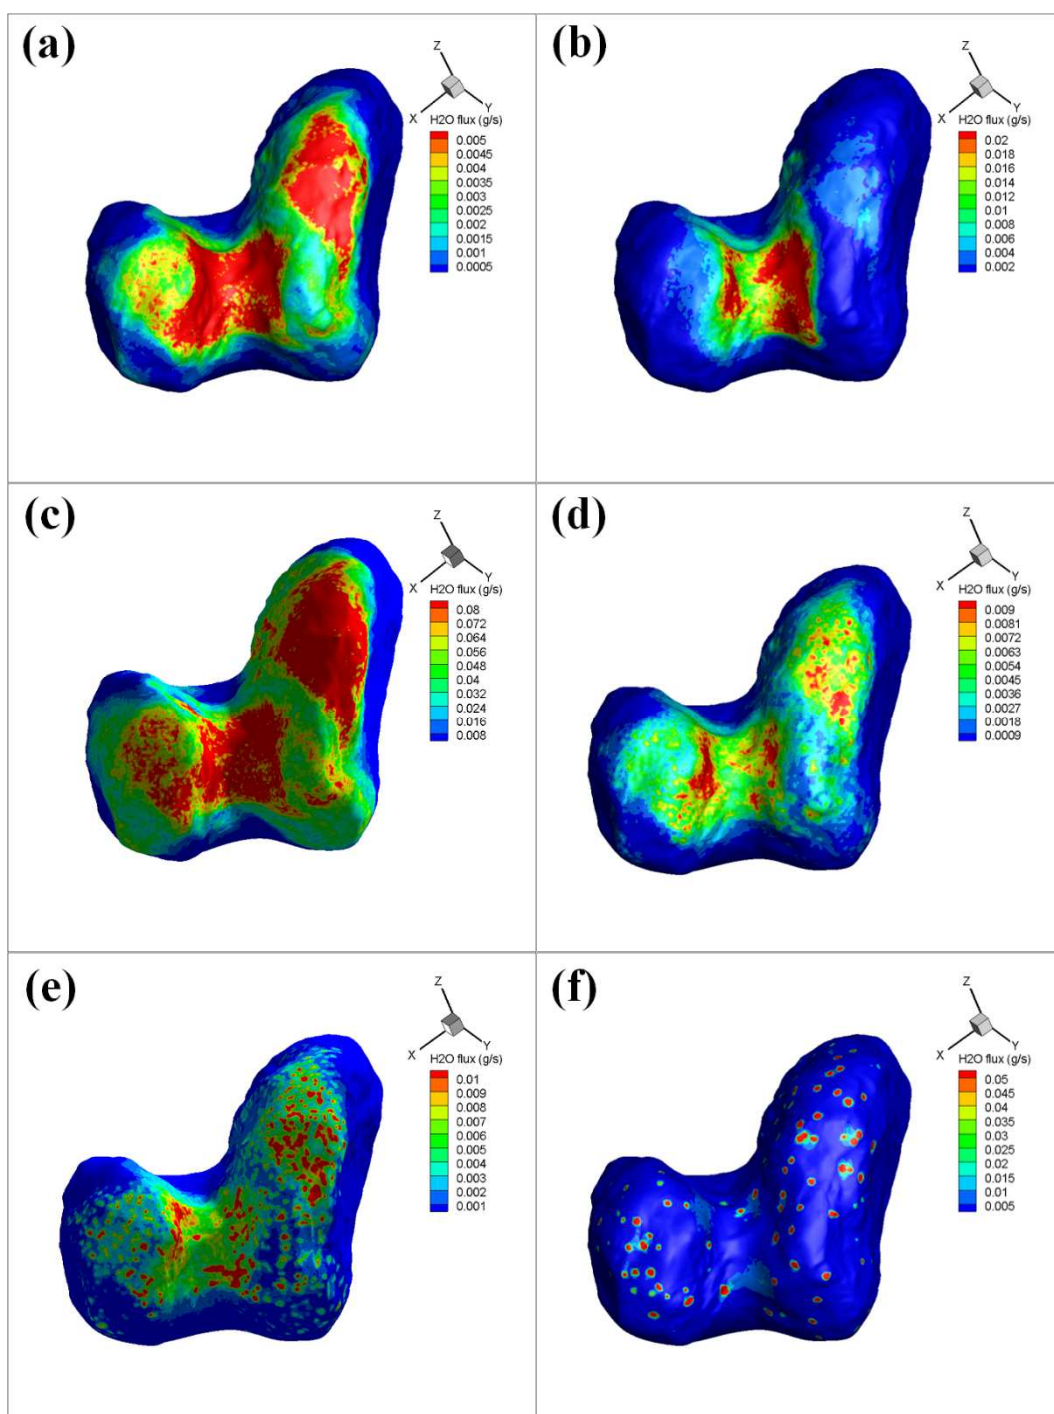 (a)
Z
X
Y
H2O flux (g/s)
0.005
0.0045
0.004
0.0035
0.003
0.0025
0.002
0.0015
0.001
0.0005
(b)
Z
X
Y
H2O flux (g/s)
0.02
0.018
0.016
0.014
0.012
0.01
0.008
0.006
0.004
0.002
(c)
Z
X
Y
H2O flux (g/s)
0.08
0.072
0.064
0.056
0.048
0.04
0.032
0.024
0.016
0.008
(d)
Z
X
Y
H2O flux (g/s)
0.009
0.0081
0.0072
0.0063
0.0054
0.0045
0.0036
0.0027
0.0018
0.0009
(e)
Z
X
Y
H2O flux (g/s)
0.01
0.009
0.008
0.007
0.006
0.005
0.004
0.003
0.002
0.001
(f)
Z
X
Y
H2O flux (g/s)
0.05
0.045
0.04
0.035
0.03
0.025
0.02
0.015
0.01
0.005